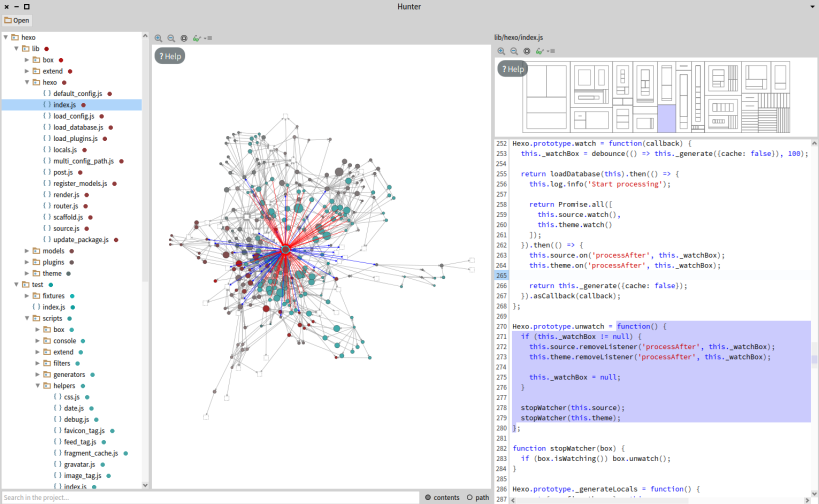 Hunter
Open
hexo
lib
box
extend
hexo
default_config.js
index.js
load_config.js
load_database.js
load_plugins.js
locals.js
multi_config_path.js
post.js
register_models.js
render.js
router.js
scaffold.js
source.js
update_package.js
models
plugins
theme
test
fixtures
index.js
scripts
box
console
extend
filters
generators
helpers
css.js
date.js
debug.js
favicon_tag.js
feed_tag.js
fragment_cache.js
gravatar.js
image_tag.js
index.js
? Help
Search in the project...
contents
path
lib/hexo/index.js
? Help
252 Hexo.prototype.watch = function(callback) {
253 this._watchBox = debounce(() => this._generate({cache: false}), 100);
254
255 return loadDatabase(this).then(() => {
256 this.log.info('Start processing');
257
258 return Promise.all([
259 this.source.watch(),
260 this.theme.watch()
261 ]);
262 }).then(() => {
263 this.source.on('processAfter', this._watchBox);
264 this.theme.on('processAfter', this._watchBox);
265
266 return this._generate({cache: false});
267 }).asCallback(callback);
268 };
269
270 Hexo.prototype.unwatch = function() {
271 if (this._watchBox != null) {
272 this.source.removeListener('processAfter', this._watchBox);
273 this.theme.removeListener('processAfter', this._watchBox);
274
275 this._watchBox = null;
276 }
277
278 stopWatcher(this.source);
279 stopWatcher(this.theme);
280 };
281
282 function stopWatcher(box) {
283 if (box.isWatching()) box.unwatch();
284 }
285
286 Hexo.prototype._generateLocals = function() {
287